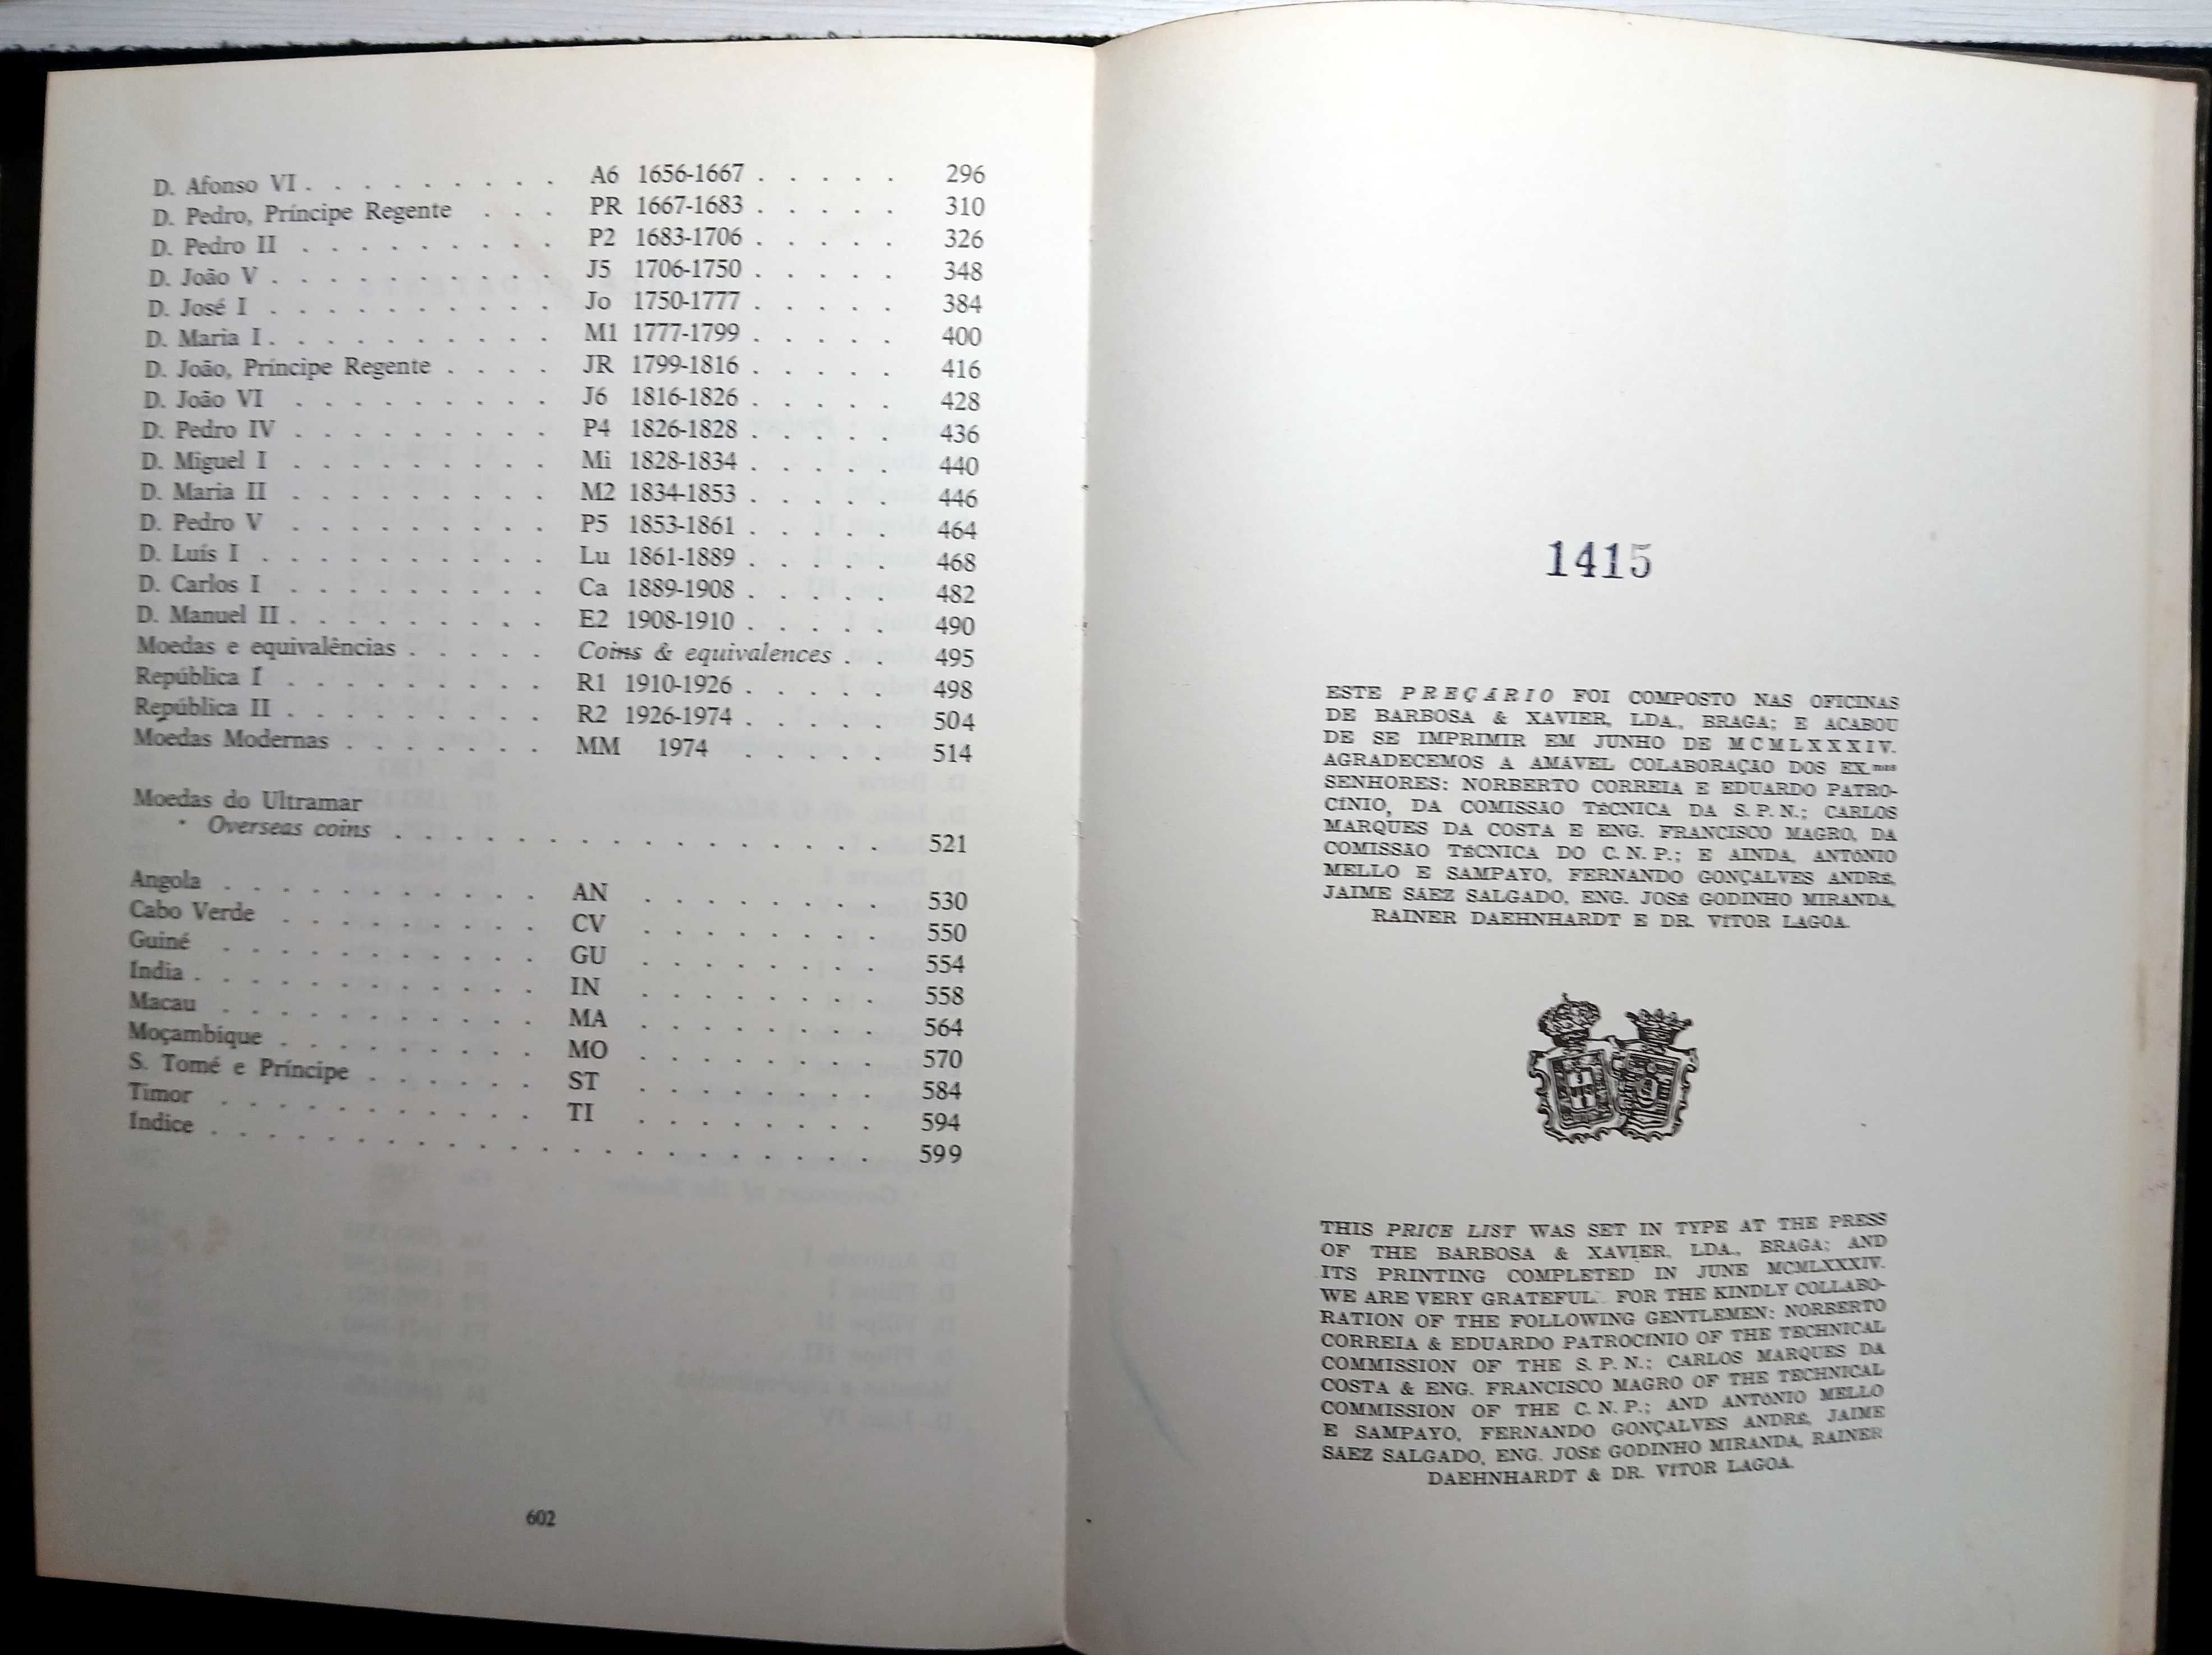 D. Afonso VI . . . . . . . . . A6 1656-1667 . . . . . 296
D. Pedro, Príncipe Regente . . . PR 1667-1683 . . . . . 310
D. Pedro II . . . . . . . . . P2 1683-1706 . . . . . 326
D. João V . . . . . . . . . . J5 1706-1750 . . . . . 348
D. José I . . . . . . . . . . Jo 1750-1777 . . . . . 384
D. Maria I . . . . . . . . . . M1 1777-1799 . . . . . 400
D. João, Príncipe Regente . . . . JR 1799-1816 . . . . . 416
D. João VI . . . . . . . . . J6 1816-1826 . . . . . 428
D. Pedro IV . . . . . . . . . P4 1826-1828 . . . . . 436
D. Miguel I . . . . . . . . . Mi 1828-1834 . . . . . 440
D. Maria II . . . . . . . . . M2 1834-1853 . . . . . 446
D. Pedro V . . . . . . . . . P5 1853-1861 . . . . . 464
D. Luís I . . . . . . . . . . Lu 1861-1889 . . . . . 468
D. Carlos I . . . . . . . . . Ca 1889-1908 . . . . . 482
D. Manuel II . . . . . . . . . E2 1908-1910 . . . . . 490
Moedas e equivalências . . . . . Coins & equivalences . . 495
República I . . . . . . . . . R1 1910-1926 . . . . . 498
República II . . . . . . . . . R2 1926-1974 . . . . . 504
Moedas Modernas . . . . . . . MM 1974 . . . . . 514
Moedas do Ultramar
• Overseas coins . . . . . . . . . . . . . . . . . 521
Angola . . . . . . . . . . . AN . . . . . . . . 530
Cabo Verde . . . . . . . . . CV . . . . . . . . 550
Guiné . . . . . . . . . . . GU . . . . . . . . 554
India . . . . . . . . . . . . IN . . . . . . . . 558
Macau . . . . . . . . . . . MA . . . . . . . . 564
Moçambique . . . . . . . . . MO . . . . . . . . 570
S. Tomé e Príncipe . . . . . . ST . . . . . . . . 584
Timor . . . . . . . . . . . TI . . . . . . . . 594
Índice . . . . . . . . . . . . . . . . . . . . . . . 599
602
1415
ESTE PREÇÁRIO FOI COMPOSTO NAS OFICINAS
DE BARBOSA & XAVIER, LDA., BRAGA; E ACABOU
DE SE IMPRIMIR EM JUNHO DE MCMLXXXIV.
AGRADECEMOS A AMÁVEL COLABORAÇÃO DOS EX.mos
SENHORES: NORBERTO CORREIA E EDUARDO PATRO-
CÍNIO, DA COMISSÃO TÉCNICA DA S. P. N.; CARLOS
MARQUES DA COSTA E ENG. FRANCISCO MAGRO, DA
COMISSÃO TÉCNICA DO C. N. P.; E AINDA, ANTÓNIO
MELLO E SAMPAYO, FERNANDO GONÇALVES ANDRÉ,
JAIME SÁEZ SALGADO, ENG. JOSÉ GODINHO MIRANDA,
RAINER DAEHNHARDT E DR. VÍTOR LAGOA.
THIS PRICE LIST WAS SET IN TYPE AT THE PRESS
OF THE BARBOSA & XAVIER, LDA., BRAGA; AND
ITS PRINTING COMPLETED IN JUNE MCMLXXXIV.
WE ARE VERY GRATEFUL FOR THE KINDLY COLLABO-
RATION OF THE FOLLOWING GENTLEMEN: NORBERTO
CORREIA & EDUARDO PATROCÍNIO OF THE TECHNICAL
COMMISSION OF THE S. P. N.; CARLOS MARQUES DA
COSTA & ENG. FRANCISCO MAGRO OF THE TECHNICAL
COMMISSION OF THE C. N. P.; AND ANTÓNIO MELLO
E SAMPAYO, FERNANDO GONÇALVES ANDRÉ, JAIME
SÁEZ SALGADO, ENG. JOSÉ GODINHO MIRANDA, RAINER
DAEHNHARDT & DR. VÍTOR LAGOA.